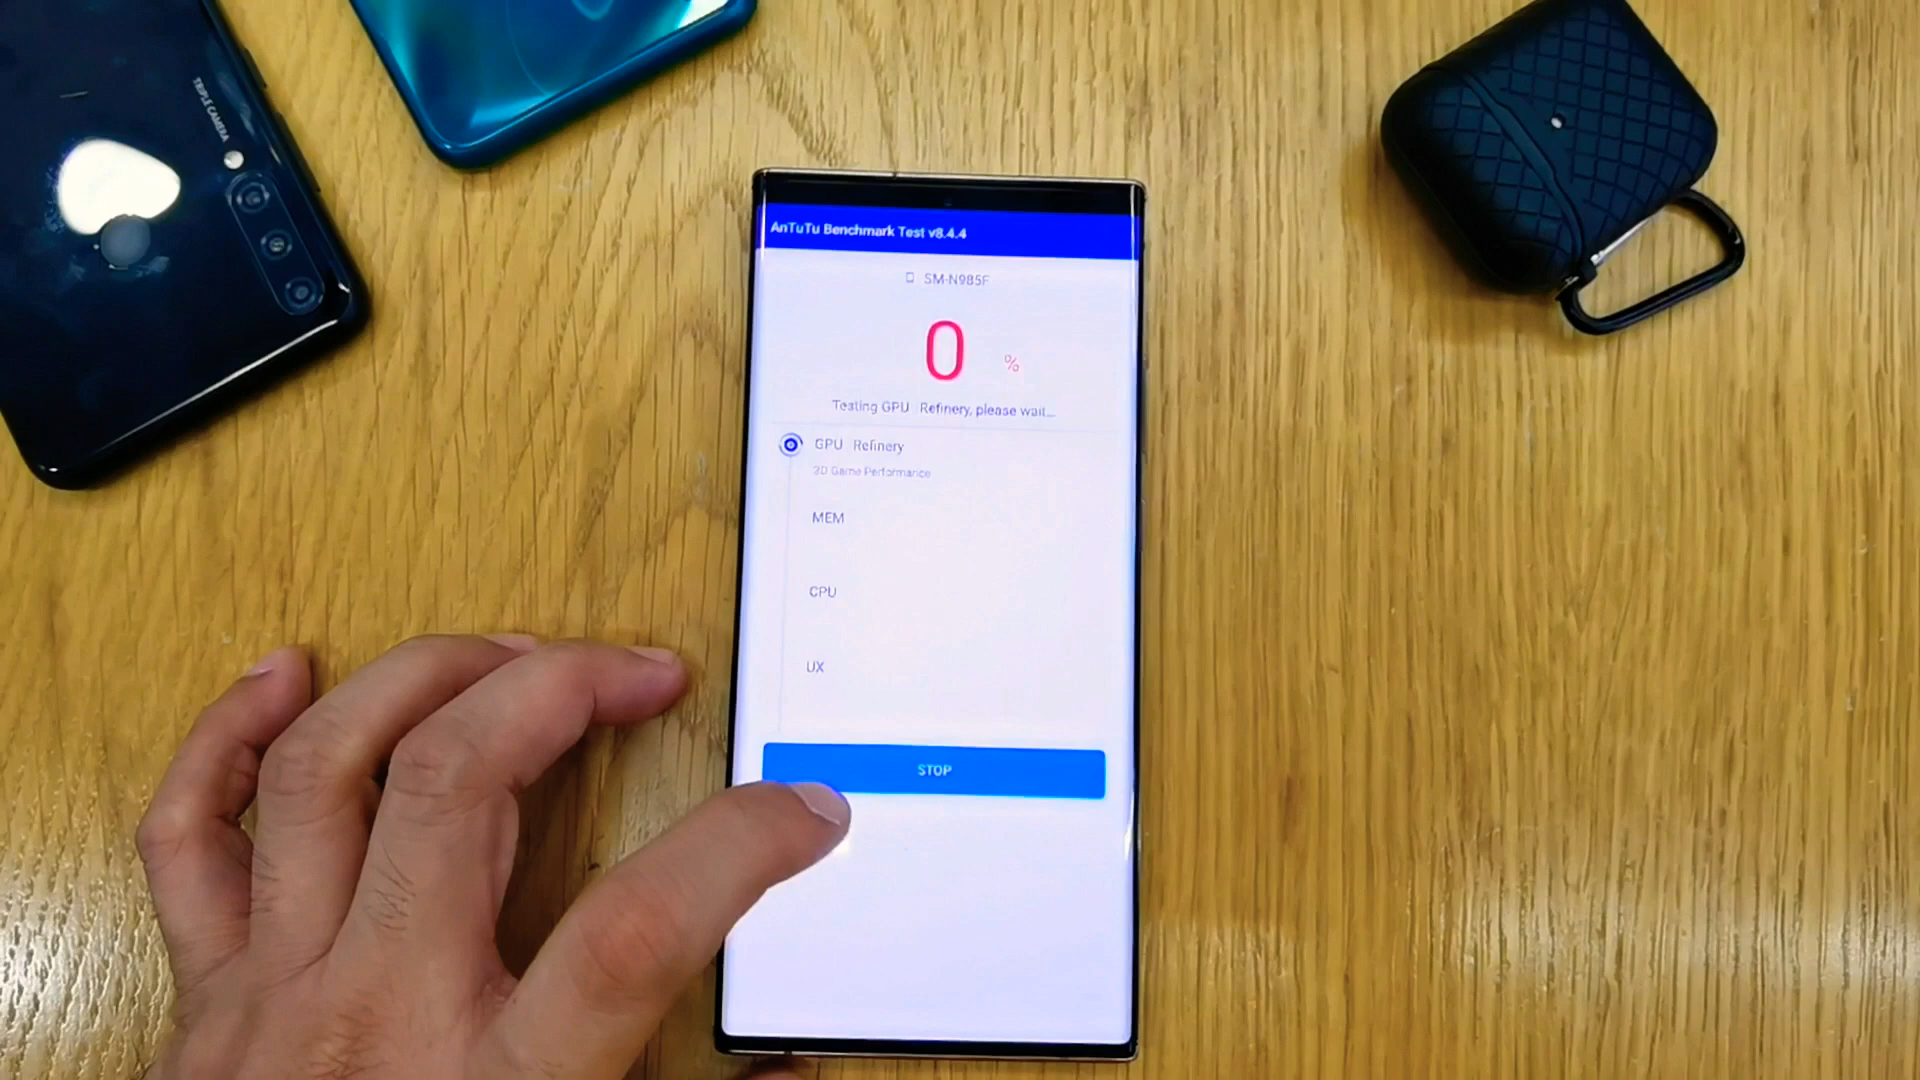 TRIPLE CAMERA
AnTuTu Benchmark Test v8.4.4
SM-N985F
0 %
Testing GPU Refinery, please wait...
GPU Refinery
3D Game Performance
MEM
CPU
UX
STOP